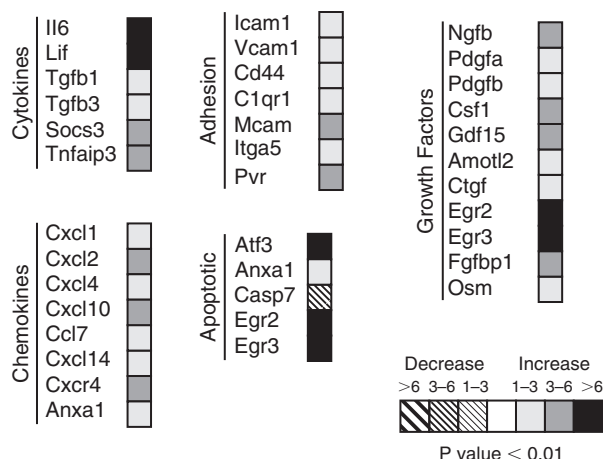 Cytokines
Il6
Lif
Tgfb1
Tgfb3
Socs3
Tnfaip3
Adhesion
Icam1
Vcam1
Cd44
C1qr1
Mcam
Itga5
Pvr
Growth Factors
Ngfb
Pdgfa
Pdgfb
Csf1
Gdf15
Amotl2
Ctgf
Egr2
Egr3
Fgfbp1
Osm
Chemokines
Cxcl1
Cxcl2
Cxcl4
Cxcl10
Ccl7
Cxcl14
Cxcr4
Anxa1
Apoptotic
Atf3
Anxa1
Casp7
Egr2
Egr3
Decrease Increase
>6 3–6 1–3 1–3 3–6 >6
P value < 0.01